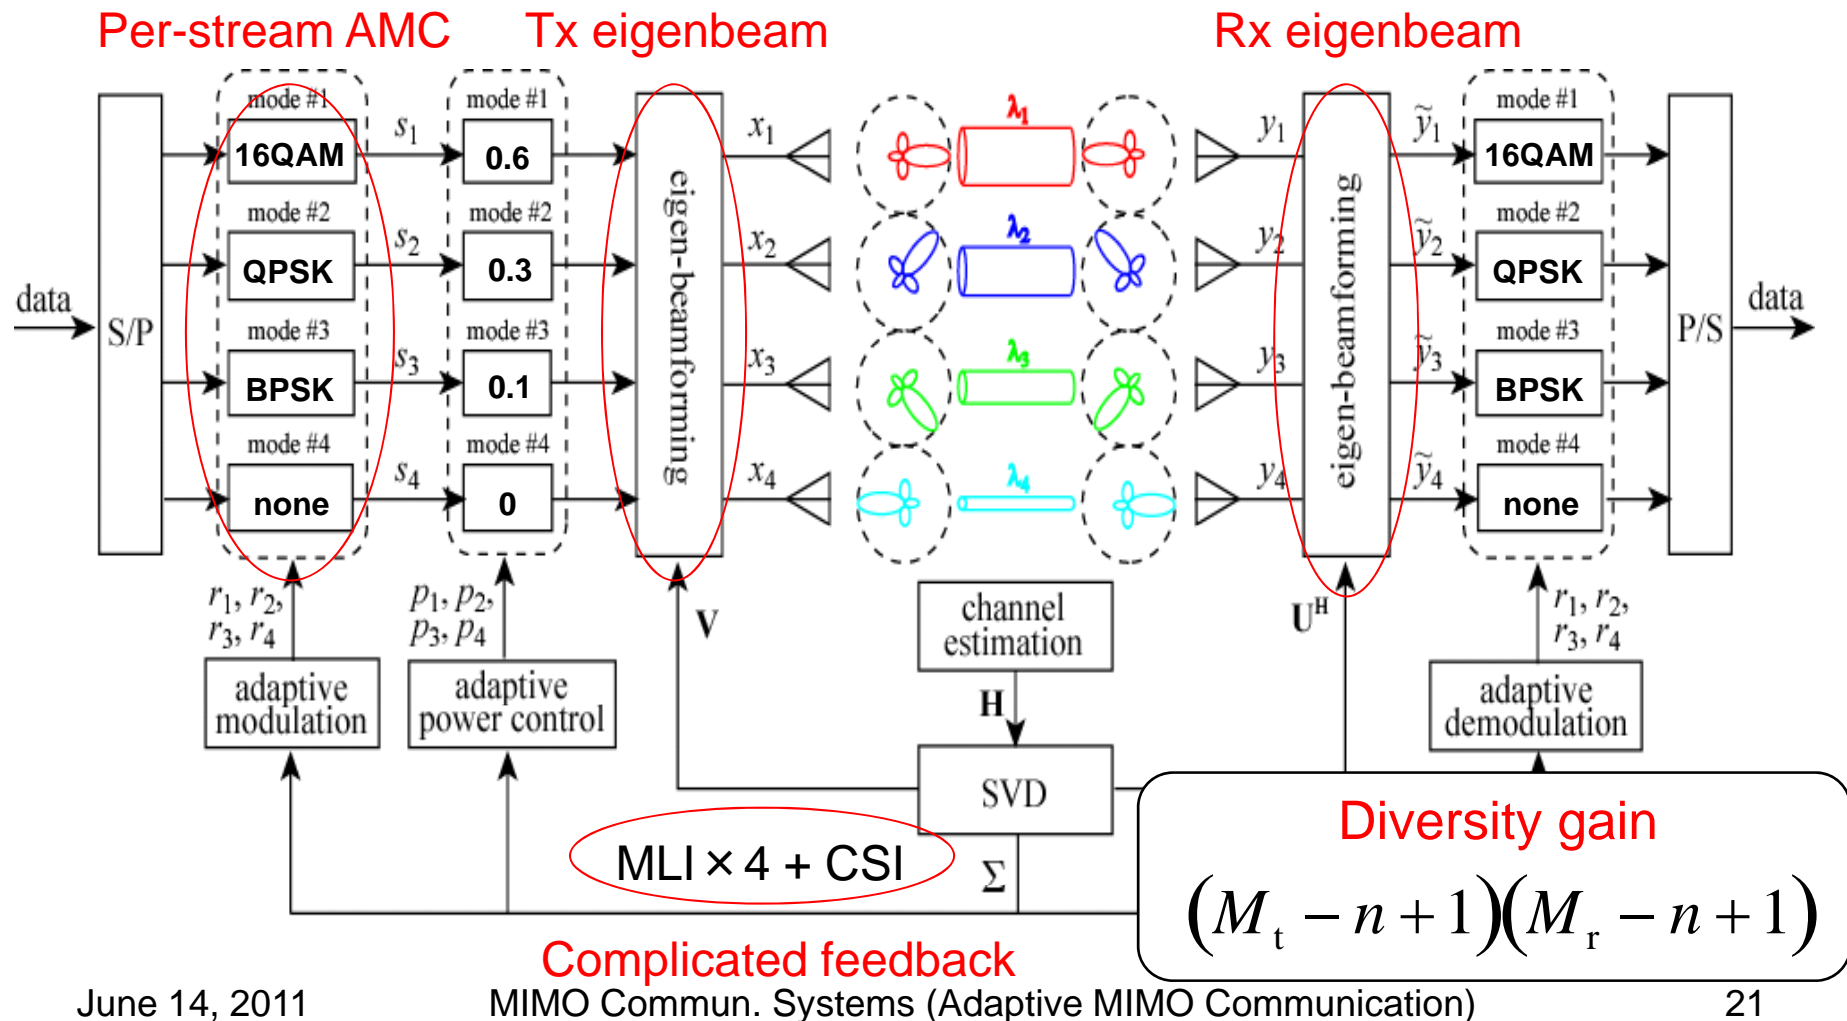 Per-stream AMC Tx eigenbeam Rx eigenbeam
mode #1 mode #1 mode #1
16QAM s1 0.6 x1 λ1 y1 ỹ1 16QAM
mode #2 mode #2 mode #2
QPSK s2 0.3 x2 λ2 y2 ỹ2 QPSK
data S/P eigen-beamforming eigen-beamforming P/S data
mode #3 mode #3 mode #3
BPSK s3 0.1 x3 λ3 y3 ỹ3 BPSK
mode #4 mode #4 mode #4
none s4 0 x4 λ4 y4 ỹ4 none
r1, r2, p1, p2, V channel U^H r1, r2,
r3, r4 p3, p4 estimation r3, r4
adaptive adaptive H adaptive
modulation power control demodulation
SVD
Diversity gain
MLI × 4 + CSI Σ
(Mt − n + 1)(Mr − n + 1)
Complicated feedback
June 14, 2011 MIMO Commun. Systems (Adaptive MIMO Communication) 21